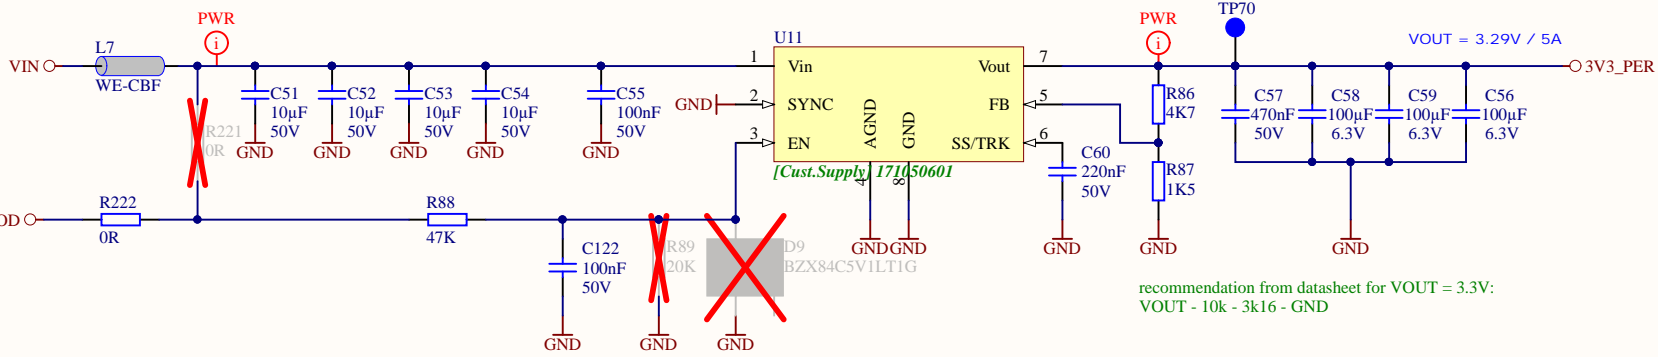 PWR
i
L7
VIN
WE-CBF
R221
0R
C51
10µF
50V
GND
C52
10µF
50V
GND
C53
10µF
50V
GND
C54
10µF
50V
GND
C55
100nF
50V
GND
U11
1
Vin
GND
2
SYNC
3
EN
AGND
GND
Vout
7
FB
5
SS/TRK
6
[Cust.Supply] 171050601
4
8
GND
GND
C60
220nF
50V
GND
PWR
i
R86
4K7
R87
1K5
GND
TP70
VOUT = 3.29V / 5A
3V3_PER
C57
470nF
50V
C58
100µF
6.3V
C59
100µF
6.3V
C56
100µF
6.3V
GND
OD
R222
0R
R88
47K
C122
100nF
50V
GND
R89
20K
GND
D9
BZX84C5V1LT1G
GND
recommendation from datasheet for VOUT = 3.3V:
VOUT - 10k - 3k16 - GND